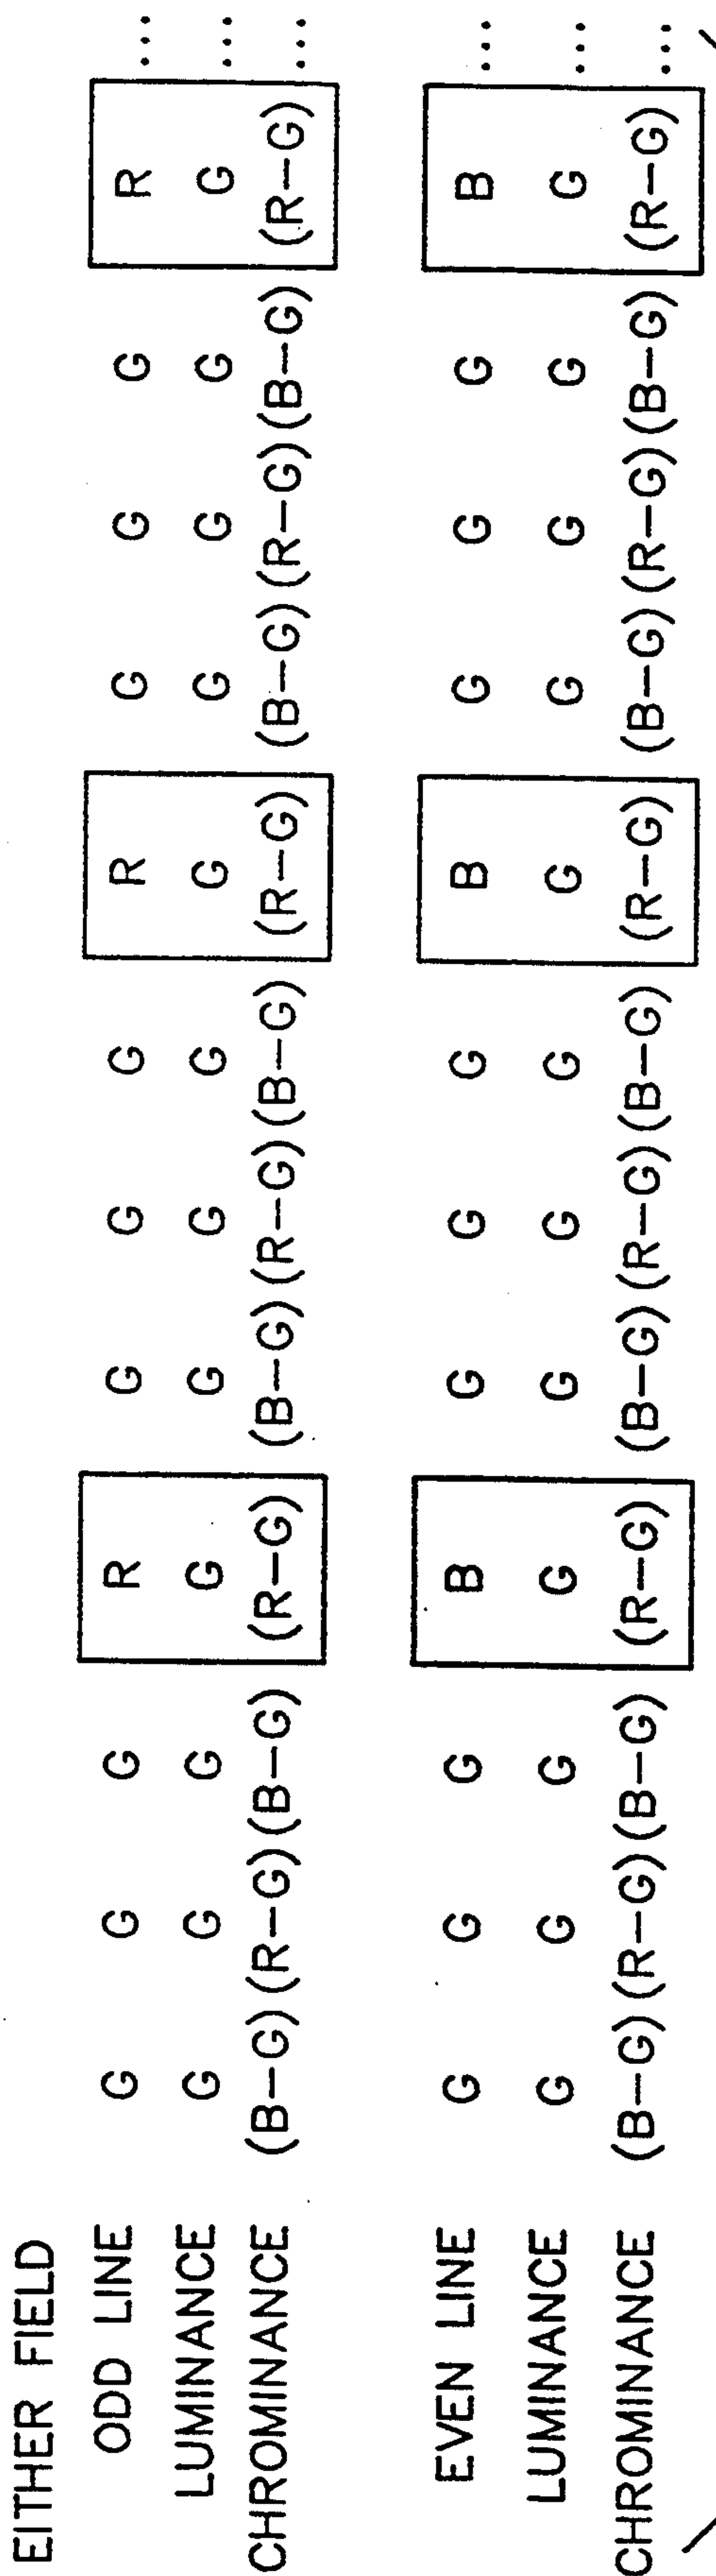 EITHER FIELD
ODD LINE G G G R G G G R G G G R ...
LUMINANCE G G G G G G G G G G G G ...
CHROMINANCE (B–G) (R–G) (B–G) (R–G) (B–G) (R–G) (B–G) (R–G) (B–G) (R–G) (B–G) (R–G) ...
EVEN LINE G G G B G G G B G G G B ...
LUMINANCE G G G G G G G G G G G G ...
CHROMINANCE (B–G) (R–G) (B–G) (R–G) (B–G) (R–G) (B–G) (R–G) (B–G) (R–G) (B–G) (R–G) ...